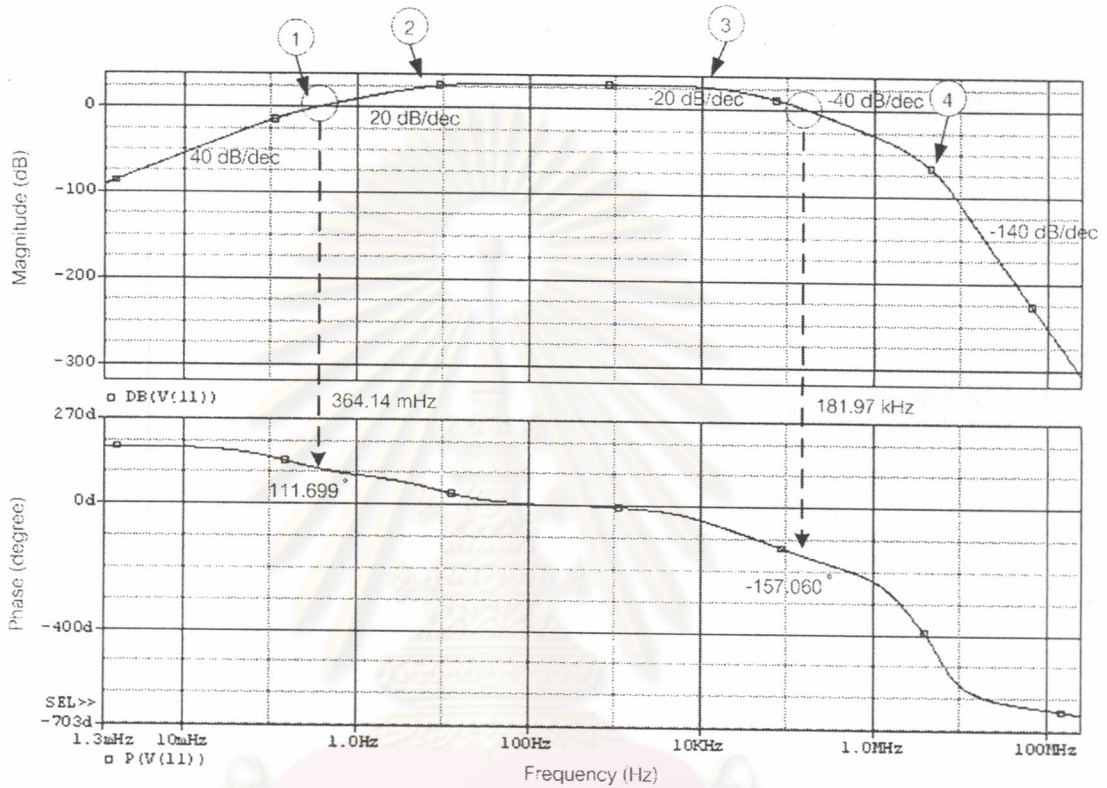 1
2
3
4
0
-100
-200
-300
Magnitude (dB)
40 dB/dec
20 dB/dec
-20 dB/dec
-40 dB/dec
-140 dB/dec
DB(V(11))
364.14 mHz
181.97 kHz
270d
0d
-400d
SEL>>
-703d
Phase (degree)
111.699°
-157.060°
1.3mHz
10mHz
1.0Hz
100Hz
10KHz
1.0MHz
100MHz
P(V(11))
Frequency (Hz)